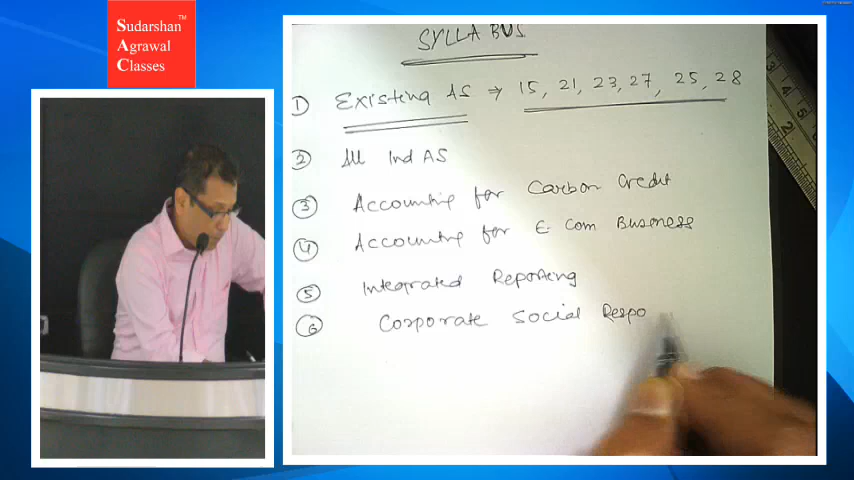 Sudarshan™
Agrawal
Classes
SYLLABUS
1) Existing AS → 15, 21, 23, 27, 25, 28
2) All Ind AS
3) Accounting for Carbon Credit
4) Accounting for E-Com Business
5) Integrated Reporting
6) Corporate Social Respo